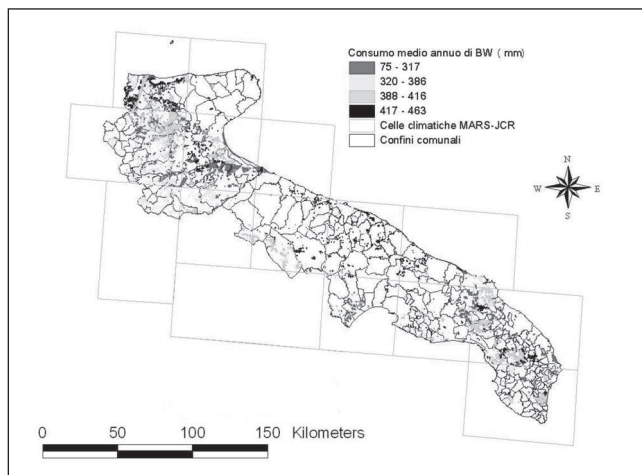 Consumo medio annuo di BW ( mm)
75 - 317
320 - 386
388 - 416
417 - 463
Celle climatiche MARS-JCR
Confini comunali
N
W E
S
0 50 100 150 Kilometers